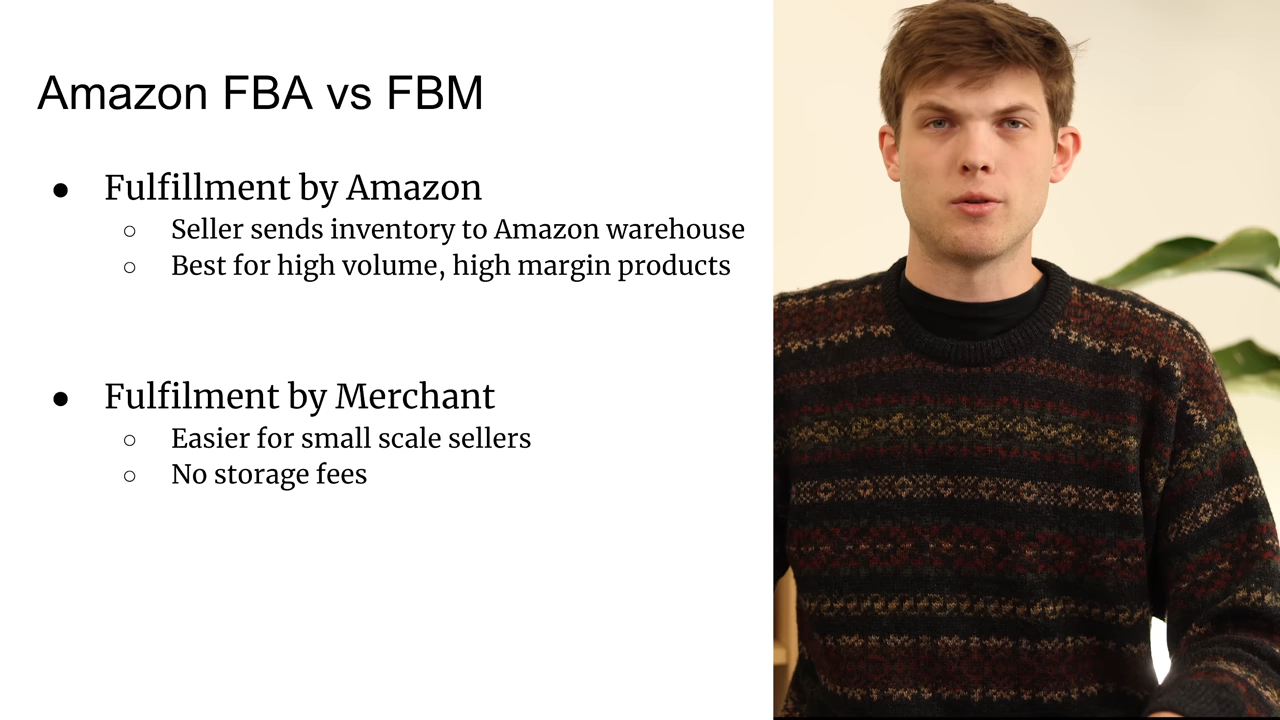 Amazon FBA vs FBM
● Fulfillment by Amazon
○ Seller sends inventory to Amazon warehouse
○ Best for high volume, high margin products
● Fulfilment by Merchant
○ Easier for small scale sellers
○ No storage fees